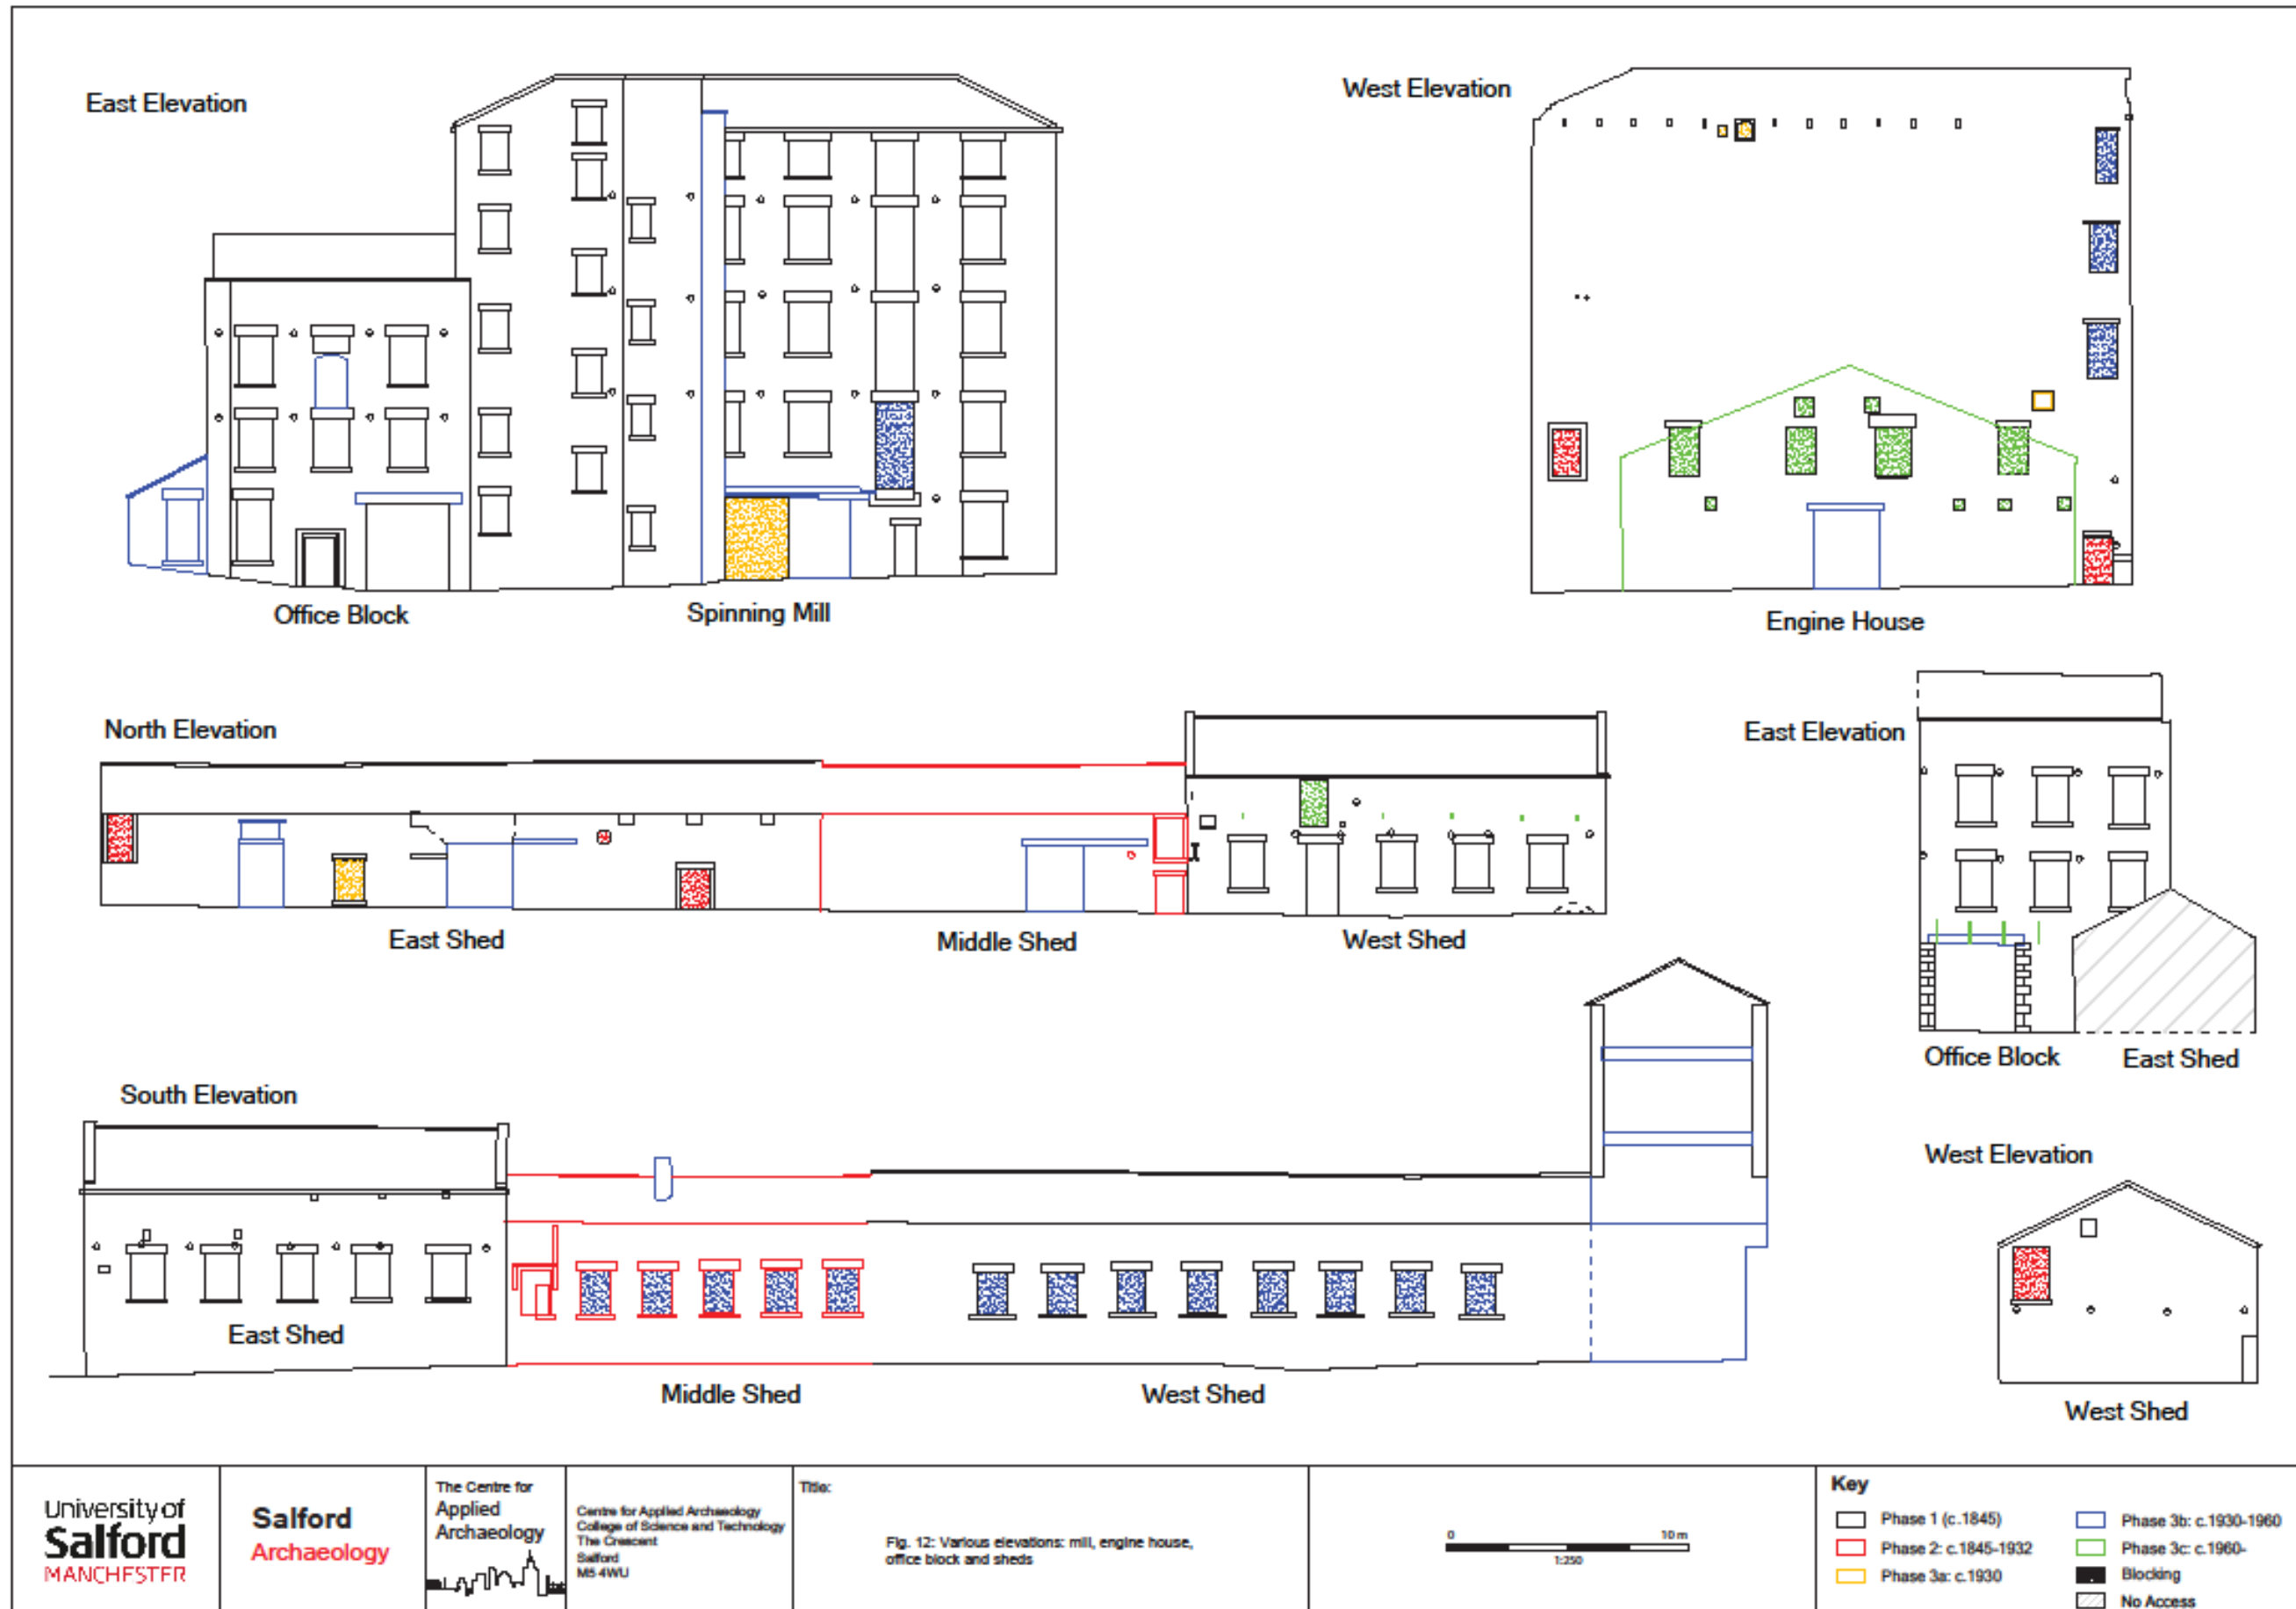 East Elevation
West Elevation
Office Block
Spinning Mill
Engine House
North Elevation
East Elevation
East Shed
Middle Shed
West Shed
Office Block
East Shed
South Elevation
West Elevation
East Shed
Middle Shed
West Shed
West Shed
University of
Salford
MANCHESTER
Salford
Archaeology
The Centre for
Applied
Archaeology
Centre for Applied Archaeology
College of Science and Technology
The Crescent
Salford
M5 4WU
Title:
Fig. 12: Various elevations: mill, engine house,
office block and sheds
0 10 m
1:250
Key
Phase 1 (c.1845)
Phase 2: c.1845-1932
Phase 3a: c.1930
Phase 3b: c.1930-1960
Phase 3c: c.1960-
Blocking
No Access